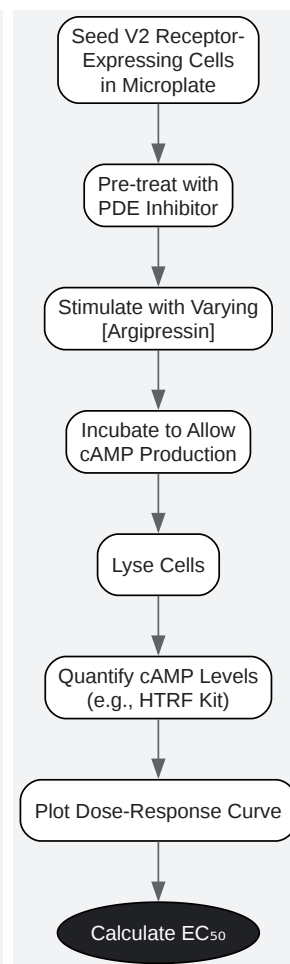 Seed V2 Receptor-
Expressing Cells
in Microplate
Pre-treat with
PDE Inhibitor
Stimulate with Varying
[Argipressin]
Incubate to Allow
cAMP Production
Lyse Cells
Quantify cAMP Levels
(e.g., HTRF Kit)
Plot Dose-Response Curve
Calculate EC₅₀